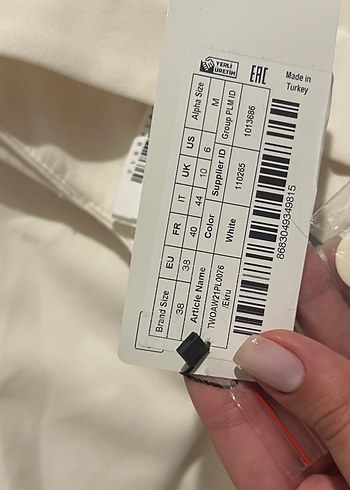 YERLİ
ÜRETİM
EAC
Made in
Turkey
Brand Size EU FR IT UK US Alpha Size
38 38 40 44 10 6 M
Article Name Color Supplier ID Group PLM ID
TWOAW21PL0076
/Ekru White 110265 1013686
8683049349815